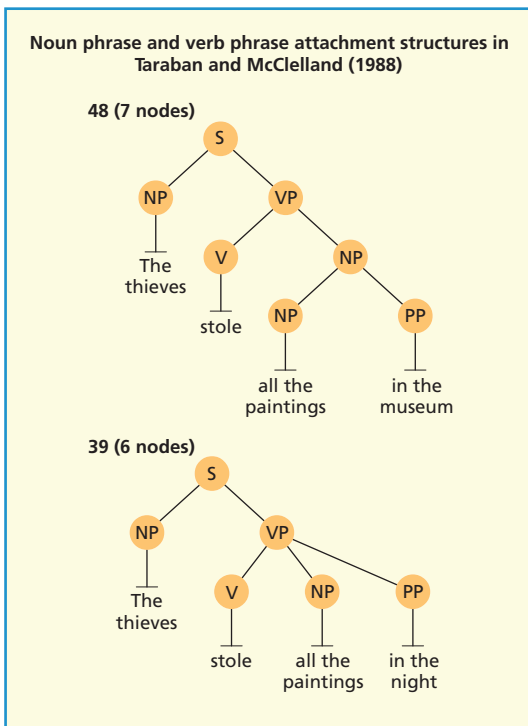 Noun phrase and verb phrase attachment structures in
Taraban and McClelland (1988)
48 (7 nodes)
S
NP
VP
V
NP
The
thieves
stole
NP
PP
all the
paintings
in the
museum
39 (6 nodes)
S
NP
VP
The
thieves
V
NP
PP
stole
all the
paintings
in the
night